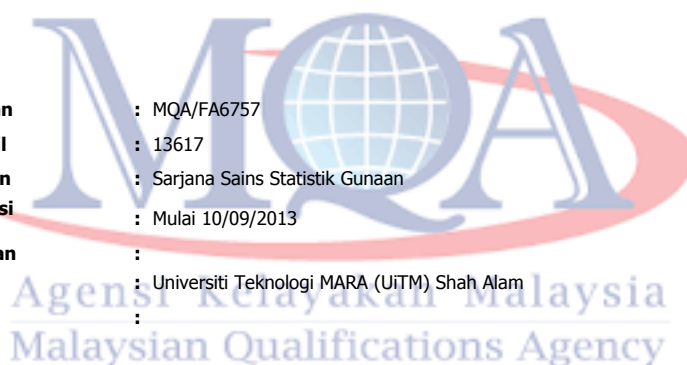 MQA
an : MQA/FA6757
l : 13617
n : Sarjana Sains Statistik Gunaan
si : Mulai 10/09/2013
an :
: Universiti Teknologi MARA (UiTM) Shah Alam
:
Agensi Kelayakan Malaysia
Malaysian Qualifications Agency